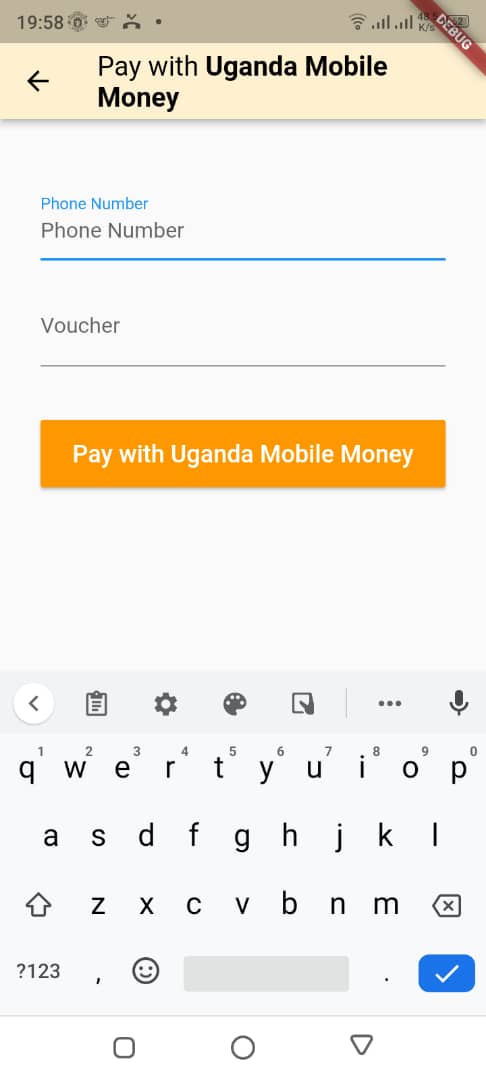 19:58
DEBUG
Pay with Uganda Mobile
Money
Phone Number
Phone Number
Voucher
Pay with Uganda Mobile Money
1 2 3 4 5 6 7 8 9 0
q w e r t y u i o p
a s d f g h j k l
z x c v b n m
?123 , .